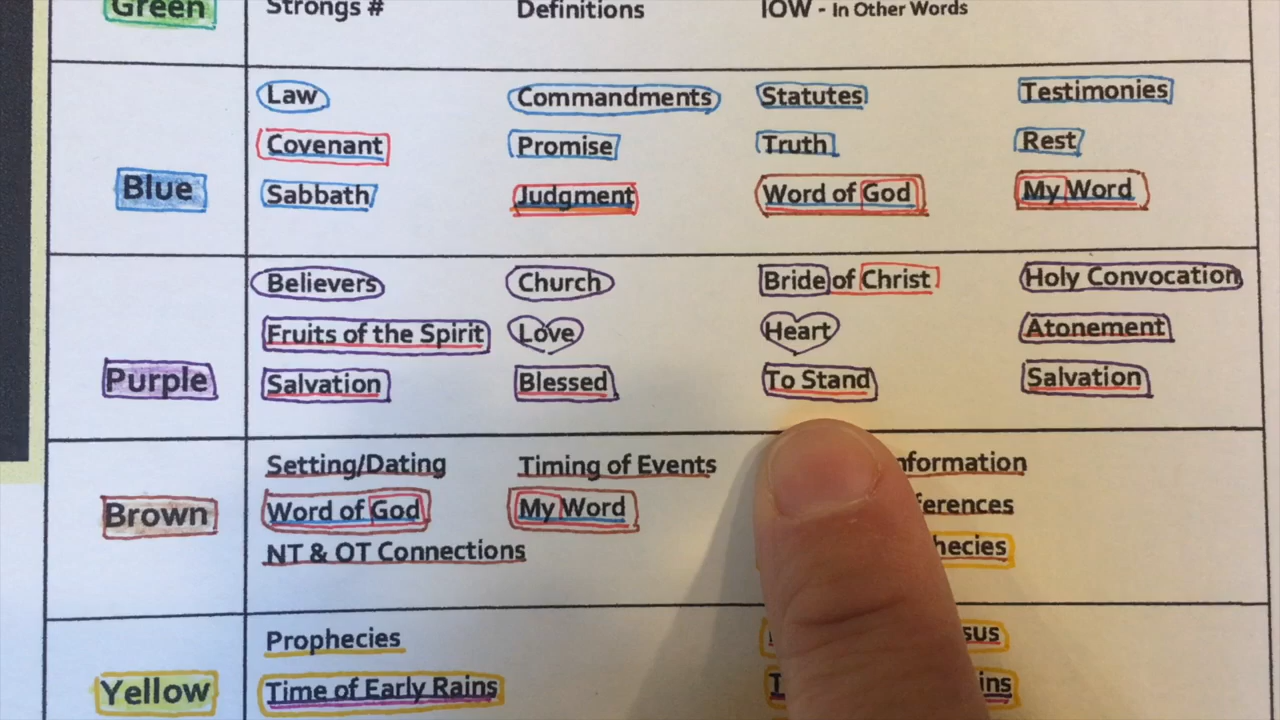 Green Strongs # Definitions IOW - In Other Words
Law Commandments Statutes Testimonies
Covenant Promise Truth Rest
Blue Sabbath Judgment Word of God My Word
Believers Church Bride of Christ Holy Convocation
Fruits of the Spirit Love Heart Atonement
Purple Salvation Blessed To Stand Salvation
Setting/Dating Timing of Events
Brown Word of God My Word
NT & OT Connections
Prophecies
Yellow Time of Early Rains